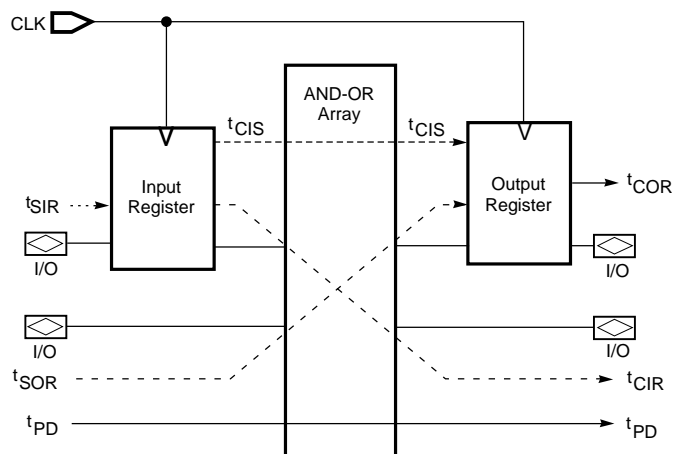 CLK
AND-OR
Array
tCIS
tCIS
Input
Register
Output
Register
tSIR
tCOR
I/O
I/O
I/O
I/O
tSOR
tCIR
tPD
tPD